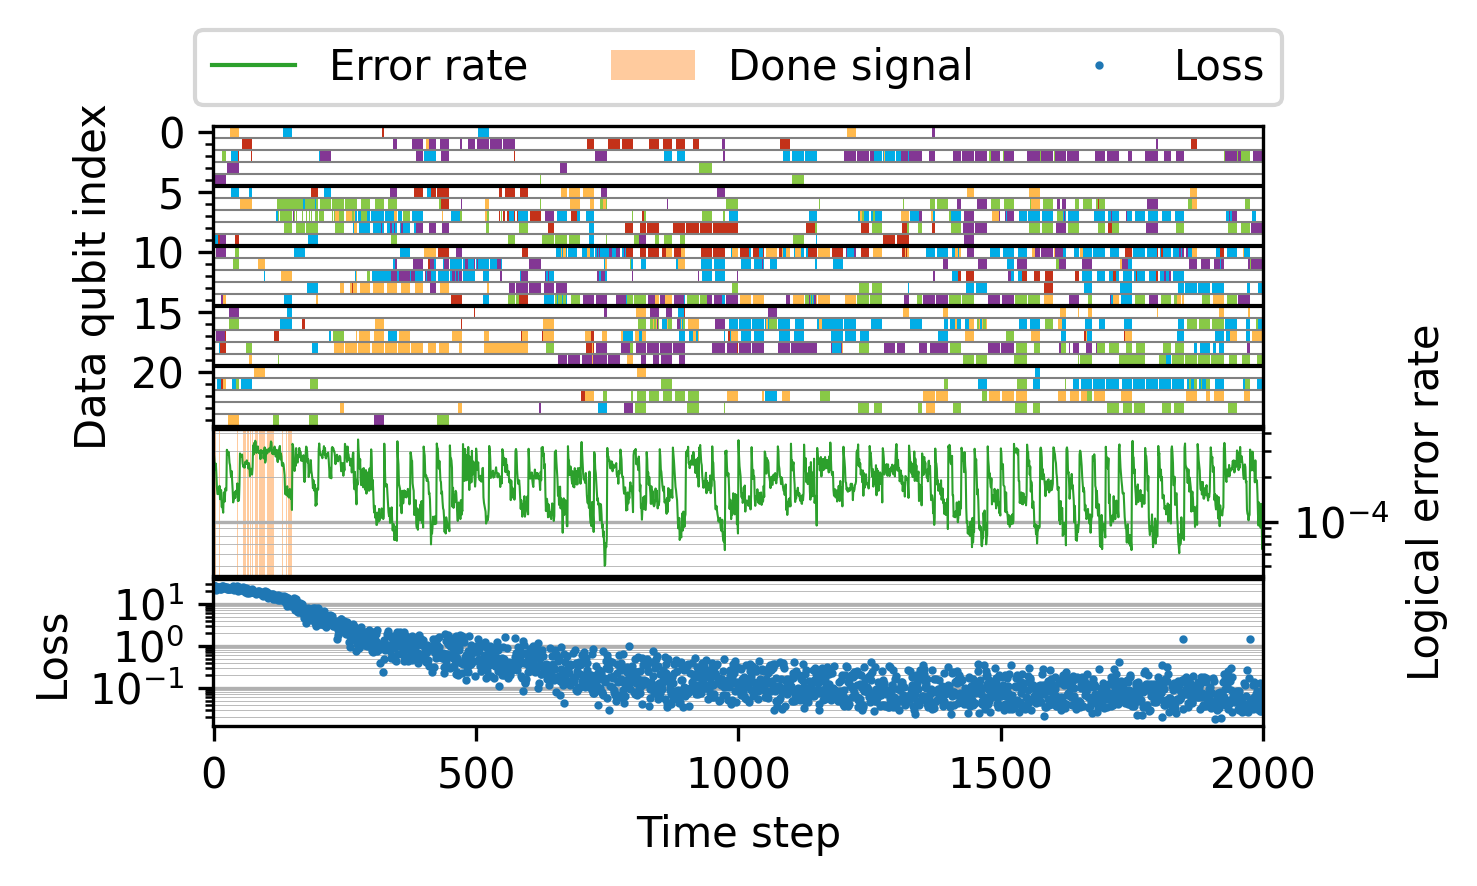 Error rate Done signal Loss
Data qubit index
0
5
10
15
20
Logical error rate
10⁻⁴
Loss
10¹
10⁰
10⁻¹
0 500 1000 1500 2000
Time step